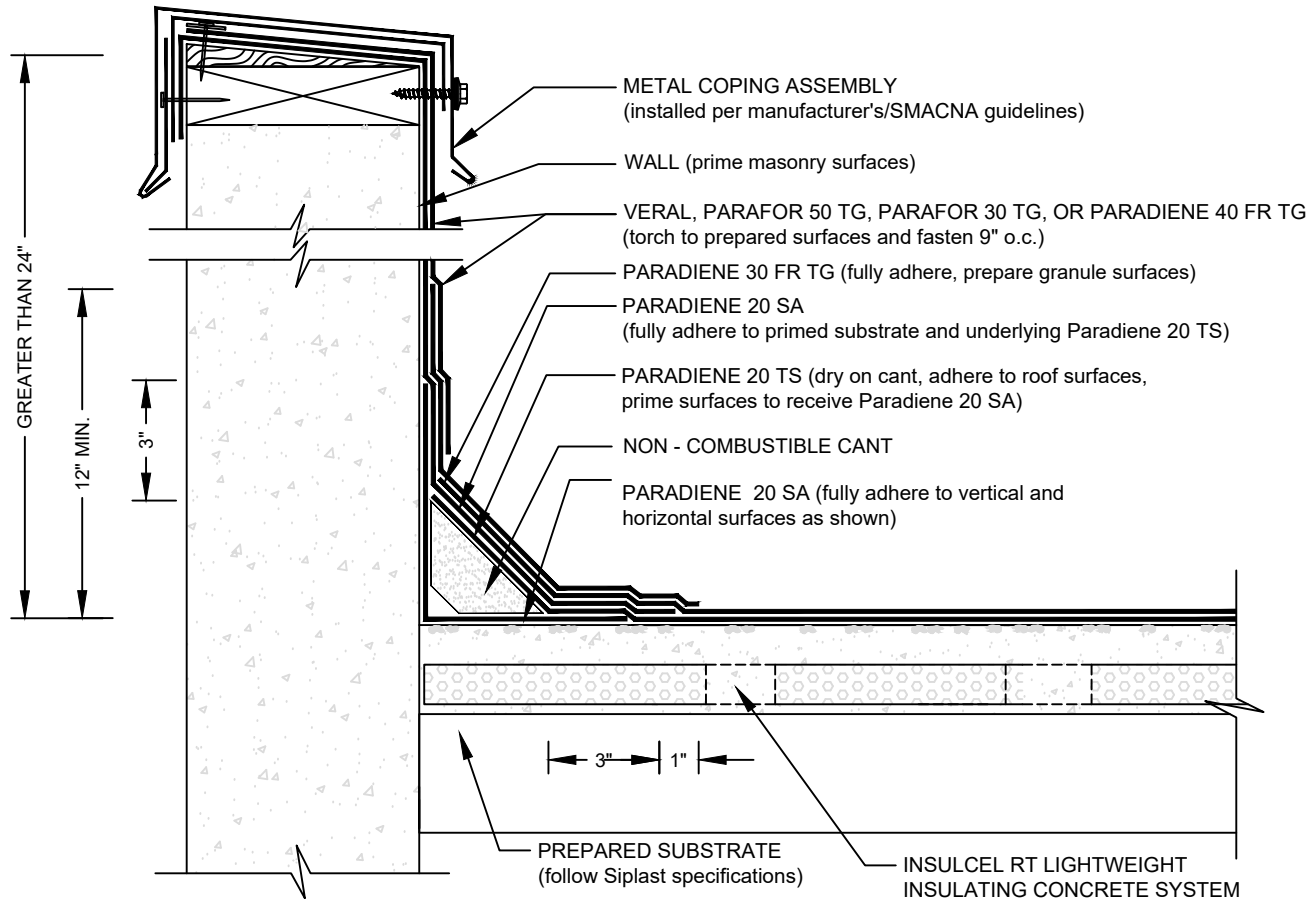 METAL COPING ASSEMBLY
(installed per manufacturer's/SMACNA guidelines)
WALL (prime masonry surfaces)
VERAL, PARAFOR 50 TG, PARAFOR 30 TG, OR PARADIENE 40 FR TG
(torch to prepared surfaces and fasten 9" o.c.)
PARADIENE 30 FR TG (fully adhere, prepare granule surfaces)
PARADIENE 20 SA
(fully adhere to primed substrate and underlying Paradiene 20 TS)
PARADIENE 20 TS (dry on cant, adhere to roof surfaces,
prime surfaces to receive Paradiene 20 SA)
NON - COMBUSTIBLE CANT
PARADIENE 20 SA (fully adhere to vertical and
horizontal surfaces as shown)
GREATER THAN 24"
12" MIN.
3"
3"
1"
PREPARED SUBSTRATE
(follow Siplast specifications)
INSULCEL RT LIGHTWEIGHT
INSULATING CONCRETE SYSTEM